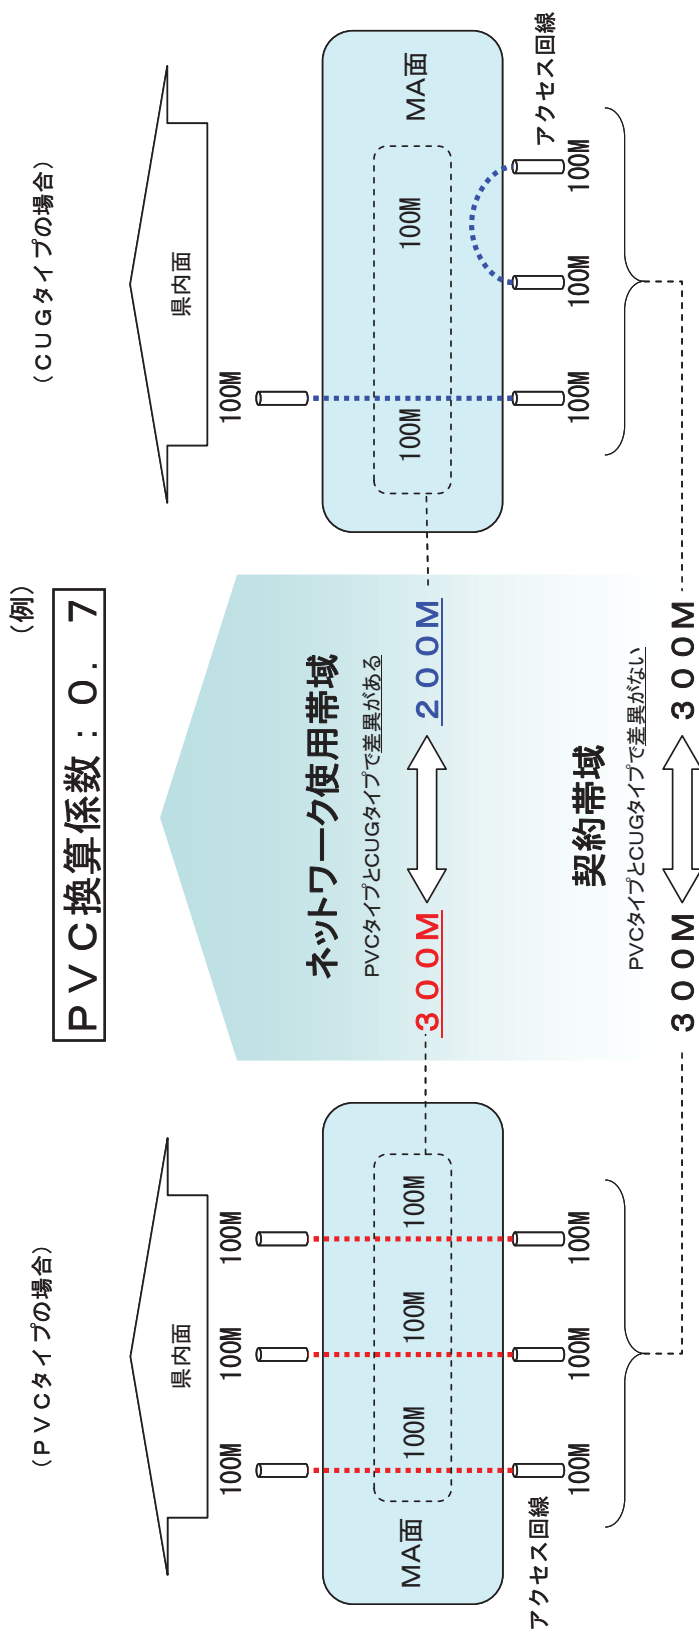 (例)
PVC換算係数:0.7
(PVCタイプの場合)
県内面
100M
100M
100M
MA面
100M
100M
100M
アクセス回線
100M
100M
100M
ネットワーク使用帯域
PVCタイプとCUGタイプで差異がある
300M
200M
契約帯域
PVCタイプとCUGタイプで差異がない
300M
300M
(CUGタイプの場合)
県内面
100M
MA面
100M
100M
アクセス回線
100M
100M
100M